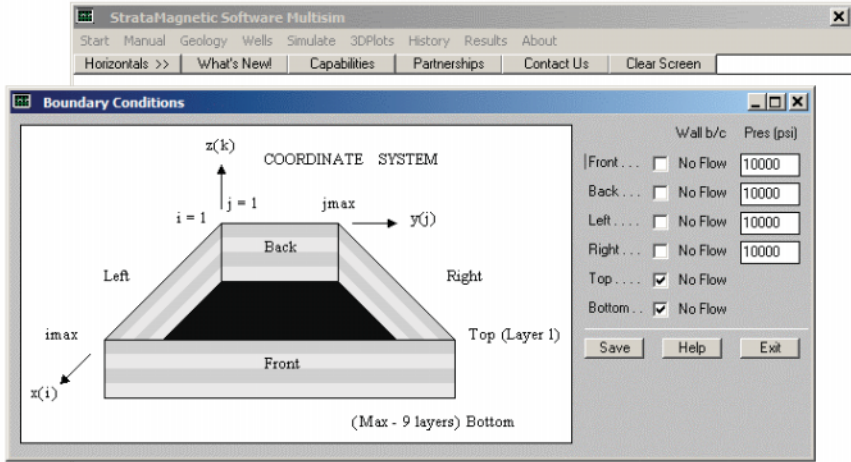 StrataMagnetic Software Multisim
Start Manual Geology Wells Simulate 3DPlots History Results About
Horizontals >> What's New! Capabilities Partnerships Contact Us Clear Screen
Boundary Conditions
z(k)
COORDINATE SYSTEM
i = 1 j = 1 jmax
y(j)
Back
Left Right
imax
Top (Layer 1)
Front
x(i)
(Max - 9 layers) Bottom
Wall b/c Pres (psi)
Front . . . No Flow 10000
Back . . . . No Flow 10000
Left . . . . No Flow 10000
Right . . . No Flow 10000
Top . . . . No Flow
Bottom . . No Flow
Save Help Exit